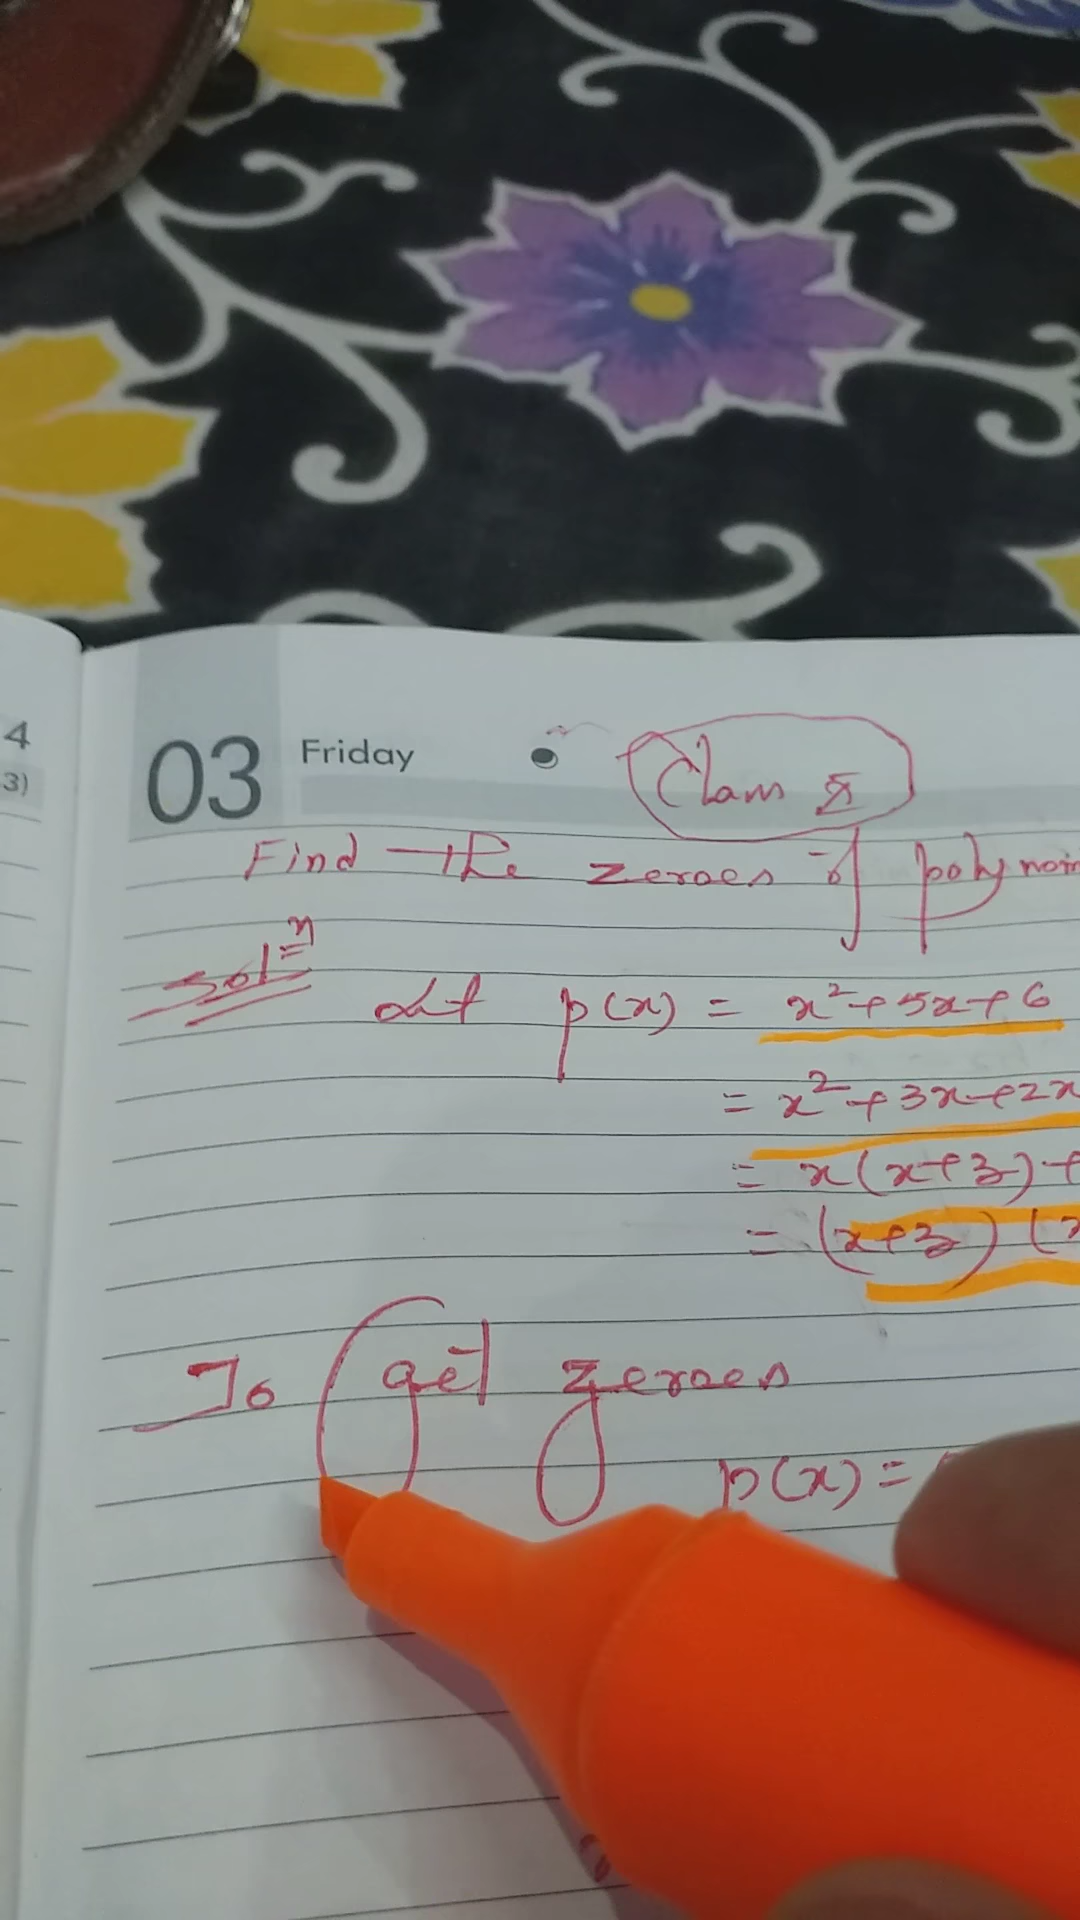 4
3)
03 Friday
Class X
Find the zeroes of polynom
Solⁿ Let p(x) = x²+5x+6
= x²+3x+2x
= x(x+3)+
= (x+3)(x
To get zeroes
p(x) =